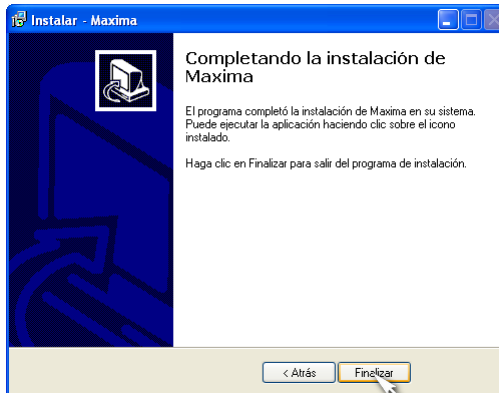 Instalar - Maxima
Completando la instalación de
Maxima
El programa completó la instalación de Maxima en su sistema.
Puede ejecutar la aplicación haciendo clic sobre el icono
instalado.
Haga clic en Finalizar para salir del programa de instalación.
< Atrás
Finalizar